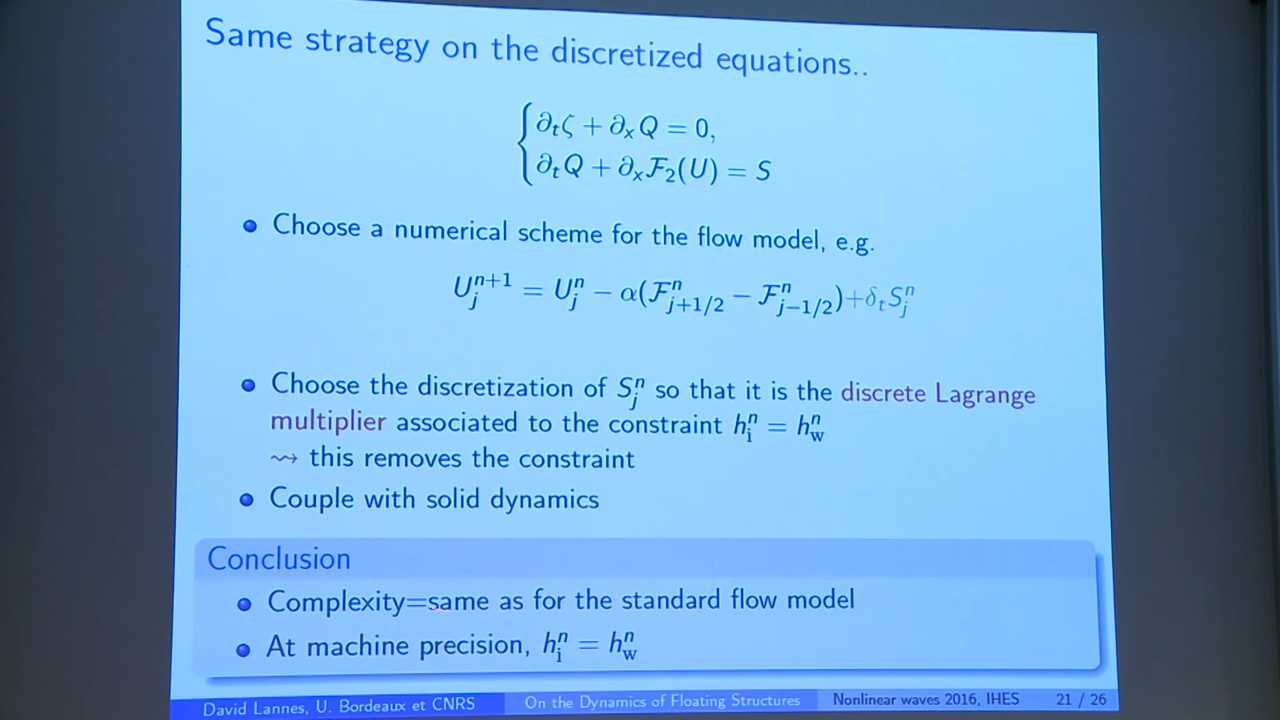 Same strategy on the discretized equations..
{ ∂ₜζ + ∂ₓQ = 0,
∂ₜQ + ∂ₓℱ₂(U) = S
• Choose a numerical scheme for the flow model, e.g.
U_j^{n+1} = U_j^n − α(ℱ_{j+1/2}^n − ℱ_{j−1/2}^n)+δ_t S_j^n
• Choose the discretization of S_j^n so that it is the discrete Lagrange
multiplier associated to the constraint h_i^n = h_w^n
⇝ this removes the constraint
• Couple with solid dynamics
Conclusion
• Complexity=same as for the standard flow model
• At machine precision, h_i^n = h_w^n
David Lannes, U. Bordeaux et CNRS On the Dynamics of Floating Structures Nonlinear waves 2016, IHES 21 / 26